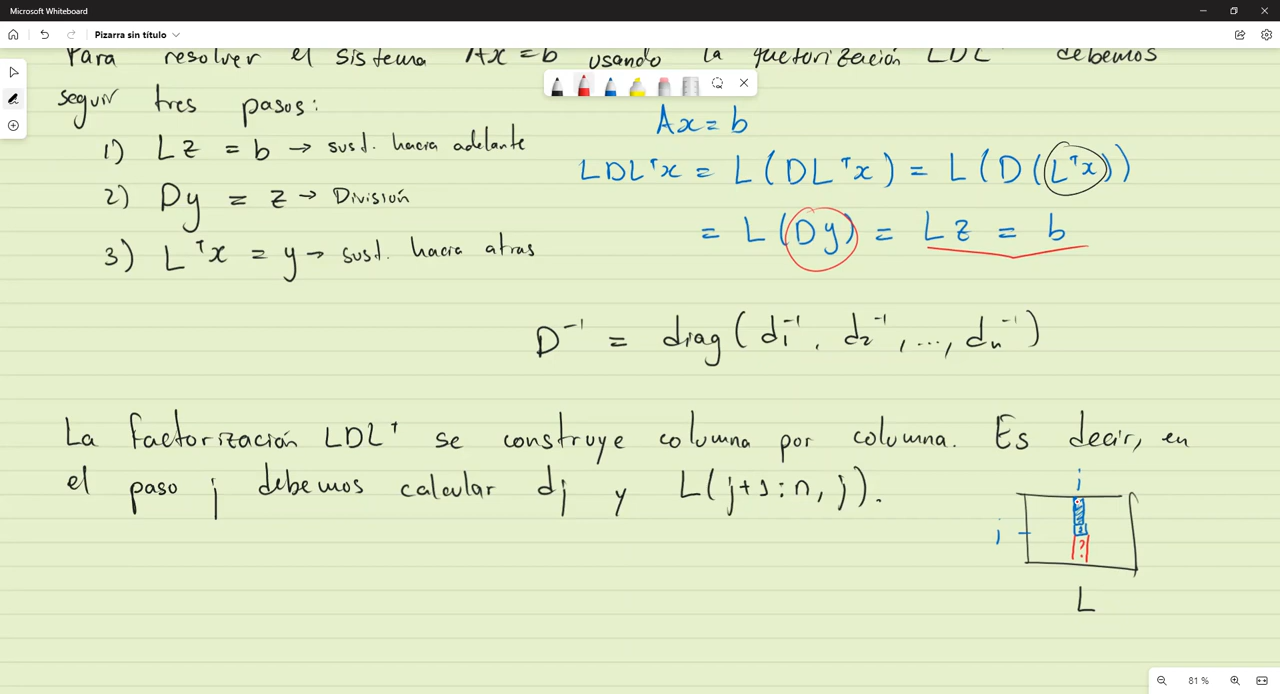 Microsoft Whiteboard
Pizarra sin título
Para resolver el sistema Ax = b usando la factorización LDLᵀ debemos
seguir tres pasos:
1) Lz = b → sust. hacia adelante
2) Dy = z → División
3) Lᵀx = y → sust. hacia atras
Ax = b
LDLᵀx = L(DLᵀx) = L(D(Lᵀx))
= L(Dy) = Lz = b
D⁻¹ = diag(d₁⁻¹, d₂⁻¹, ..., dₙ⁻¹)
La factorización LDLᵀ se construye columna por columna. Es decir, en
el paso j debemos calcular dj y L(j+1:n, j)).
j
j
?
L
81 %